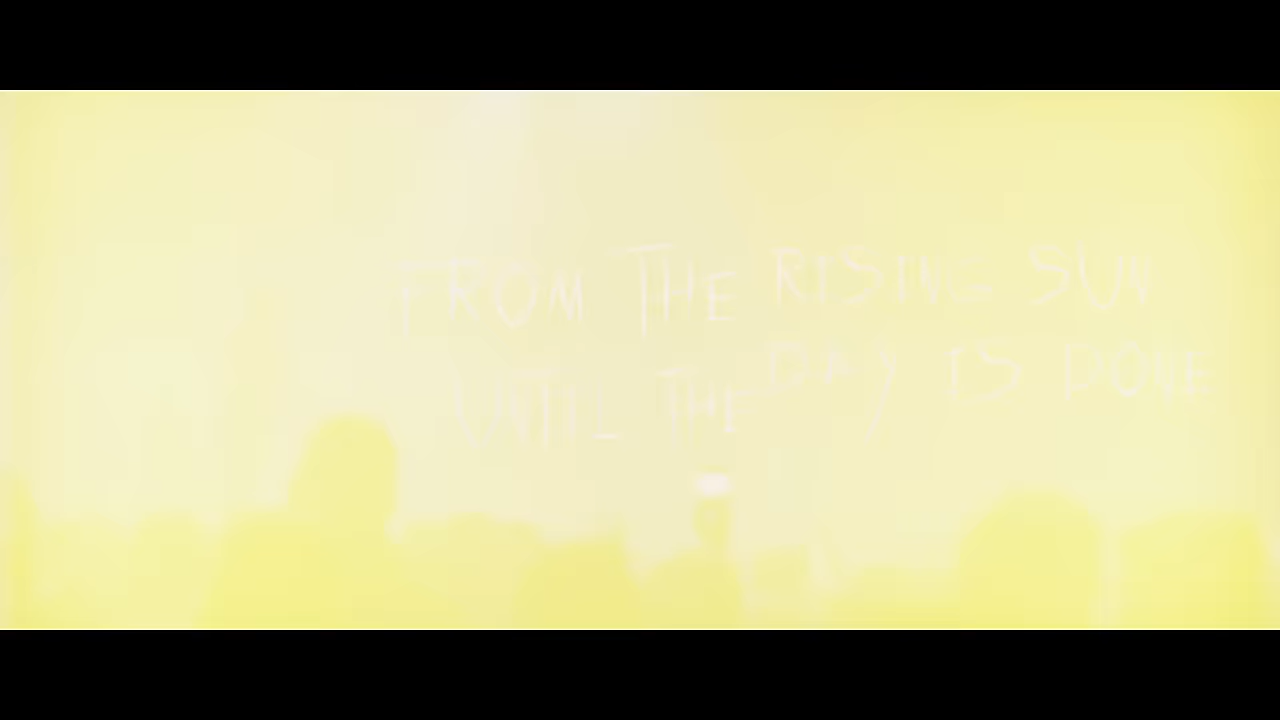 FROM THE RISING SUN
UNTIL THE DAY IS DONE